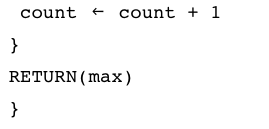 count ← count + 1
}
RETURN(max)
}